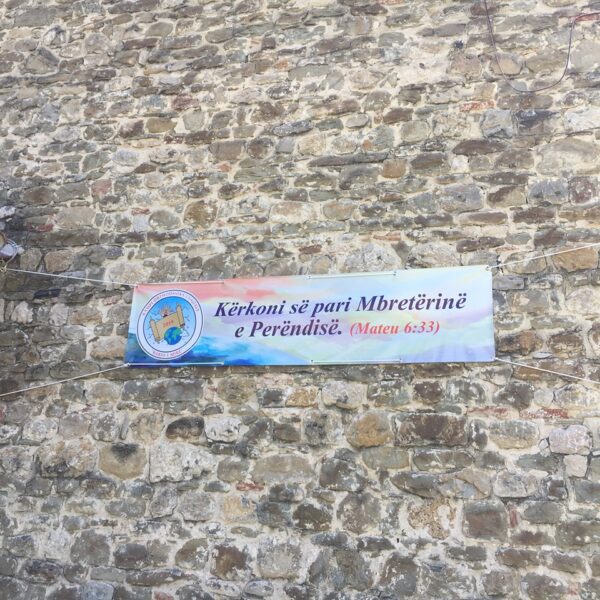 Kërkoni së pari Mbretërinë
e Perëndisë. (Mateu 6:33)